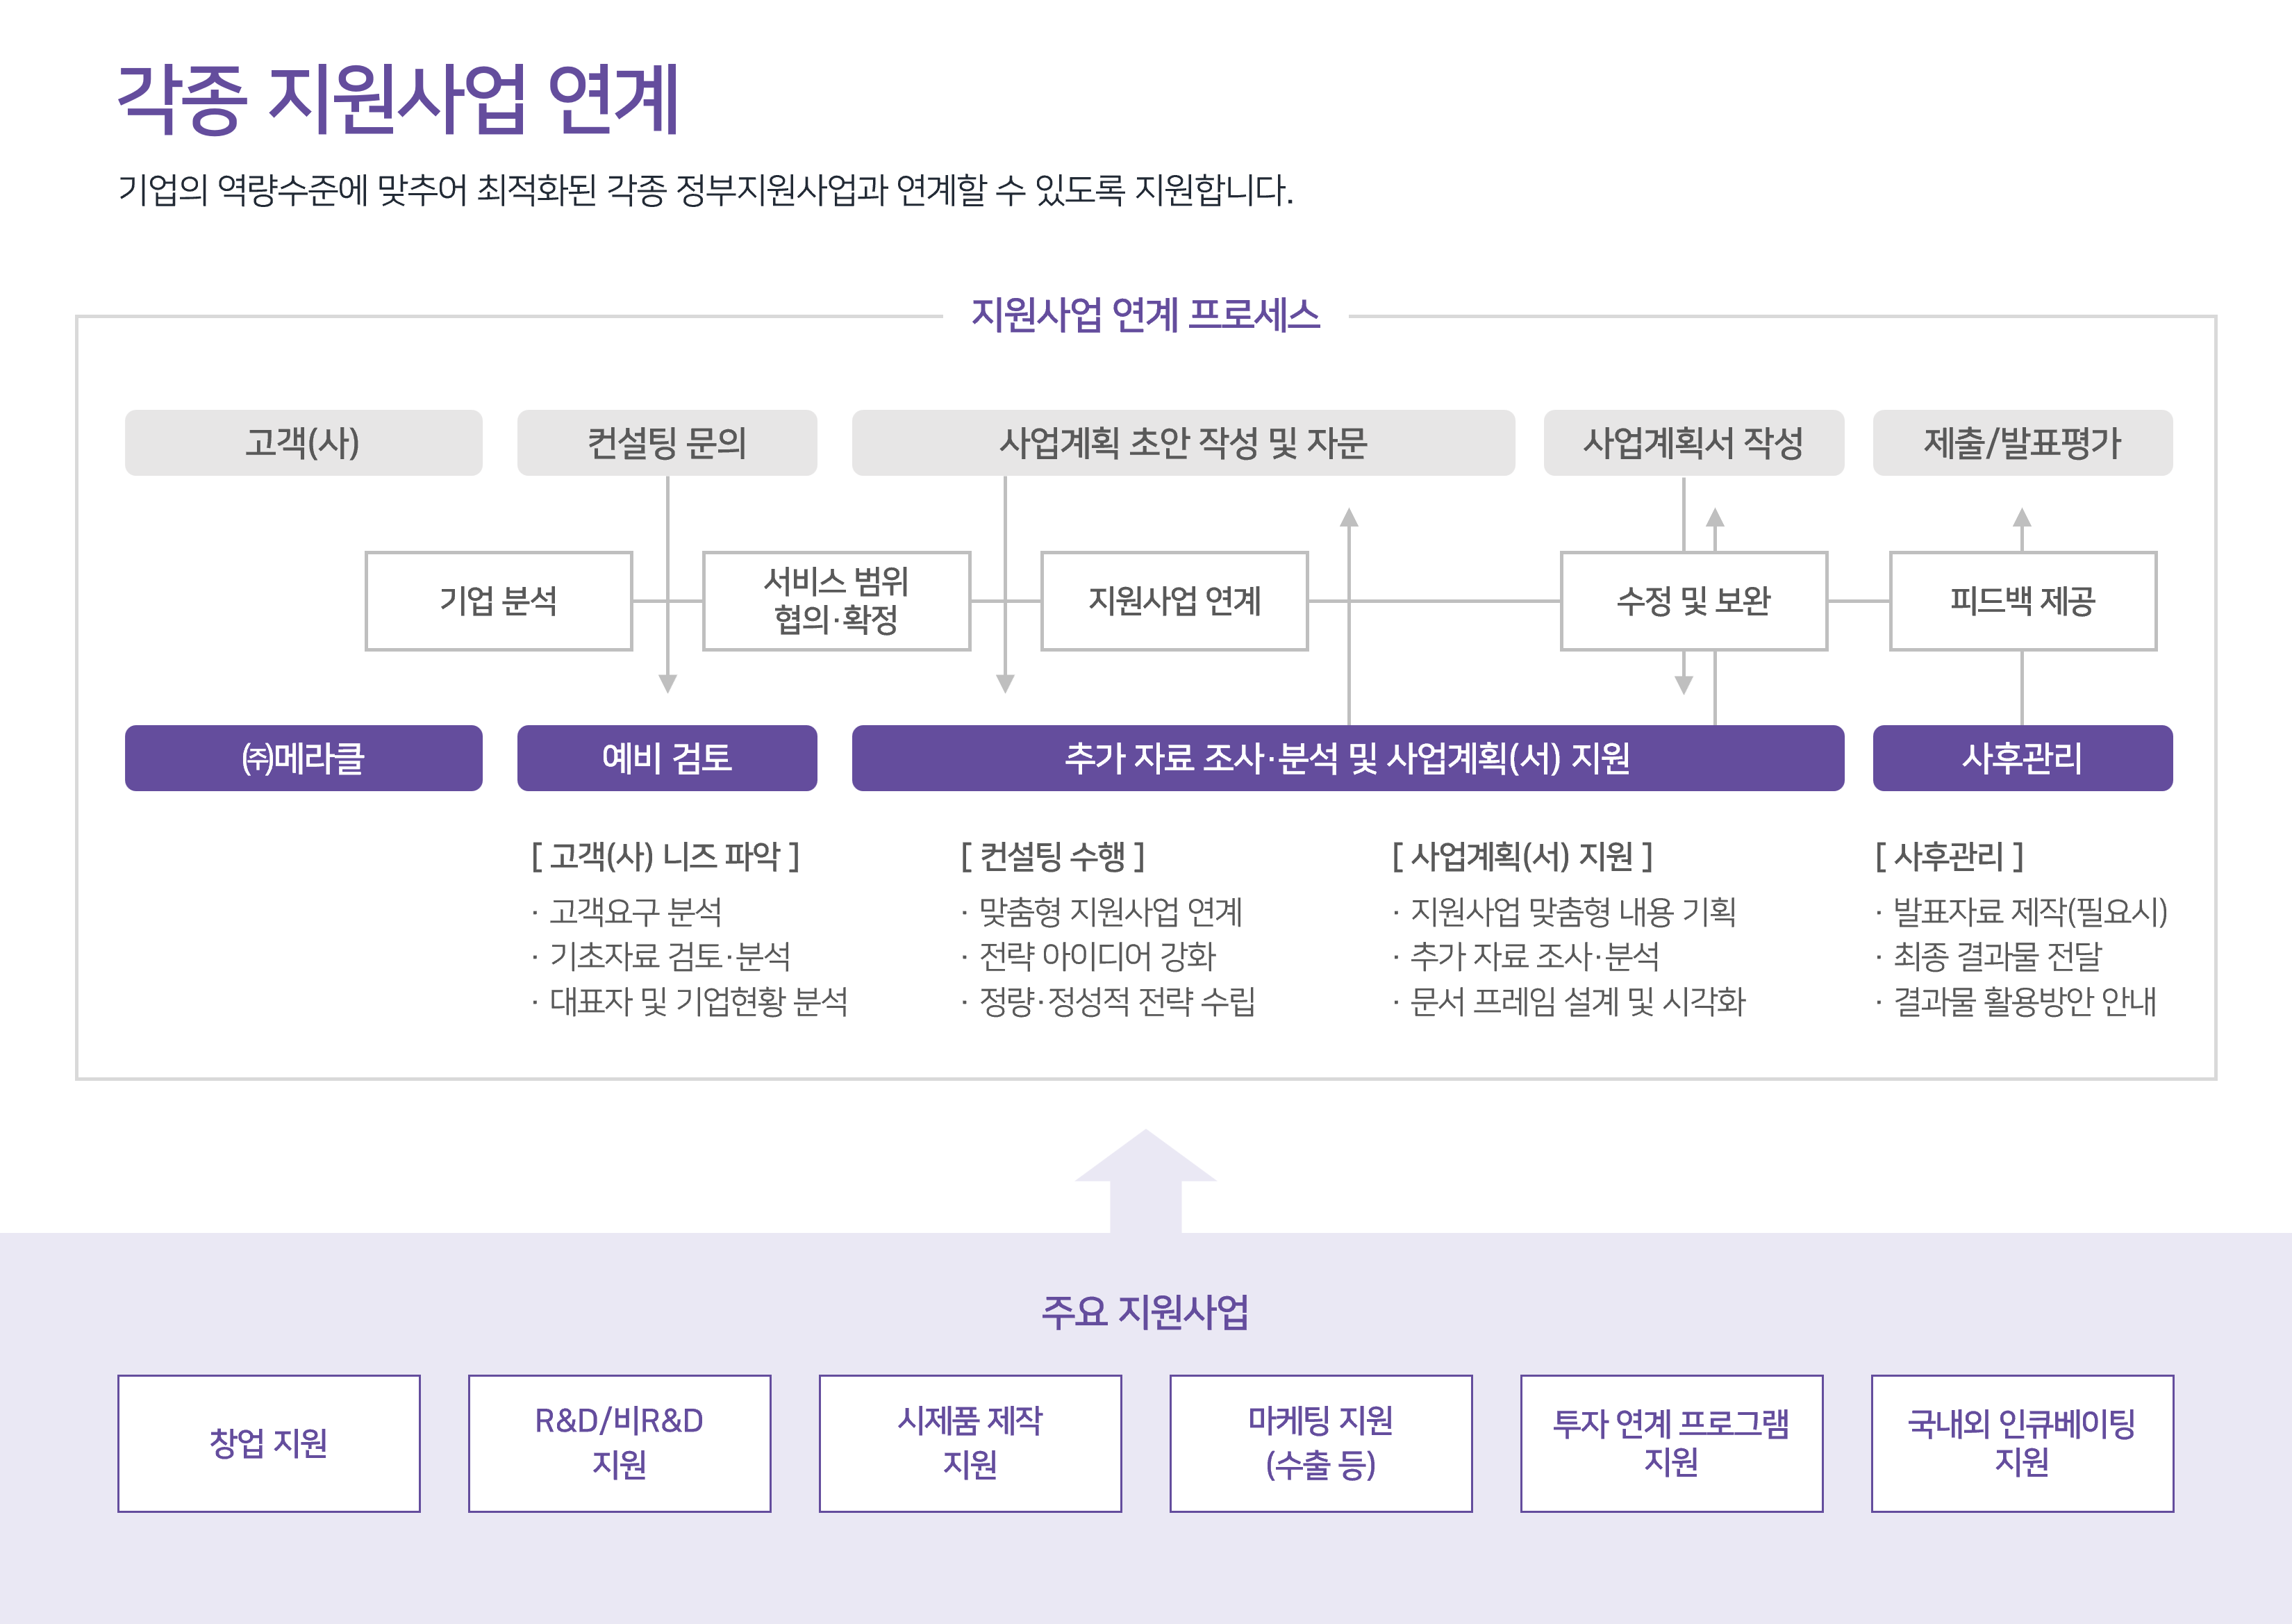 각종 지원사업 연계
기업의 역량수준에 맞추어 최적화된 각종 정부지원사업과 연계할 수 있도록 지원합니다.
지원사업 연계 프로세스
고객(사)
컨설팅 문의
사업계획 초안 작성 및 자문
사업계획서 작성
제출/발표평가
기업 분석
서비스 범위
협의·확정
지원사업 연계
수정 및 보완
피드백 제공
㈜메라클
예비 검토
추가 자료 조사·분석 및 사업계획(서) 지원
사후관리
[ 고객(사) 니즈 파악 ]
· 고객요구 분석
· 기초자료 검토·분석
· 대표자 및 기업현황 분석
[ 컨설팅 수행 ]
· 맞춤형 지원사업 연계
· 전략 아이디어 강화
· 정량·정성적 전략 수립
[ 사업계획(서) 지원 ]
· 지원사업 맞춤형 내용 기획
· 추가 자료 조사·분석
· 문서 프레임 설계 및 시각화
[ 사후관리 ]
· 발표자료 제작(필요시)
· 최종 결과물 전달
· 결과물 활용방안 안내
주요 지원사업
창업 지원
R&D/비R&D
지원
시제품 제작
지원
마케팅 지원
(수출 등)
투자 연계 프로그램
지원
국내외 인큐베이팅
지원